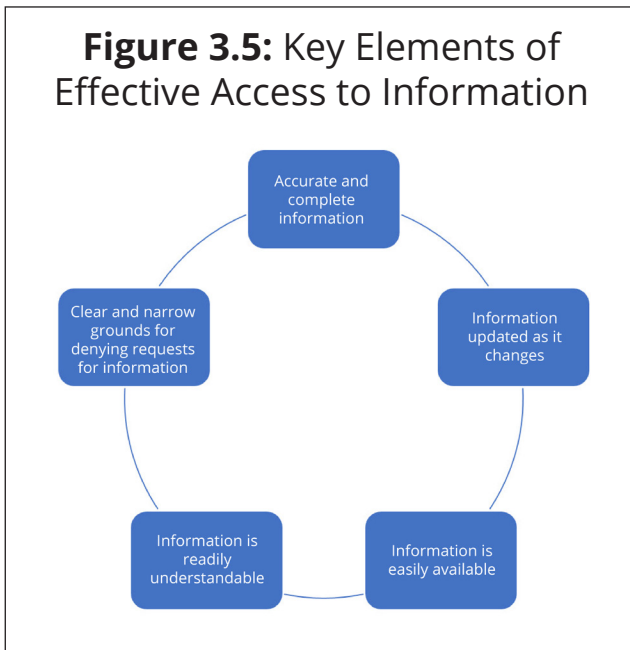 Figure 3.5: Key Elements of
Effective Access to Information
Accurate and
complete
information
Information
updated as it
changes
Information is
easily available
Information is
readily
understandable
Clear and narrow
grounds for
denying requests
for information